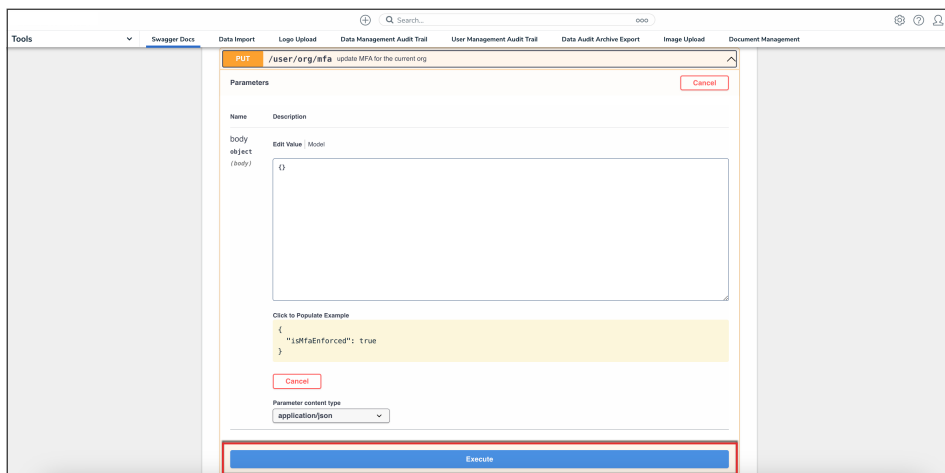 Search...
ooo
Tools
Swagger Docs Data Import Logo Upload Data Management Audit Trail User Management Audit Trail Data Audit Archive Export Image Upload Document Management
PUT /user/org/mfa update MFA for the current org
Parameters Cancel
Name Description
body
object
(body)
Edit Value | Model
{}
Click to Populate Example
{
"isMfaEnforced": true
}
Cancel
Parameter content type
application/json
Execute